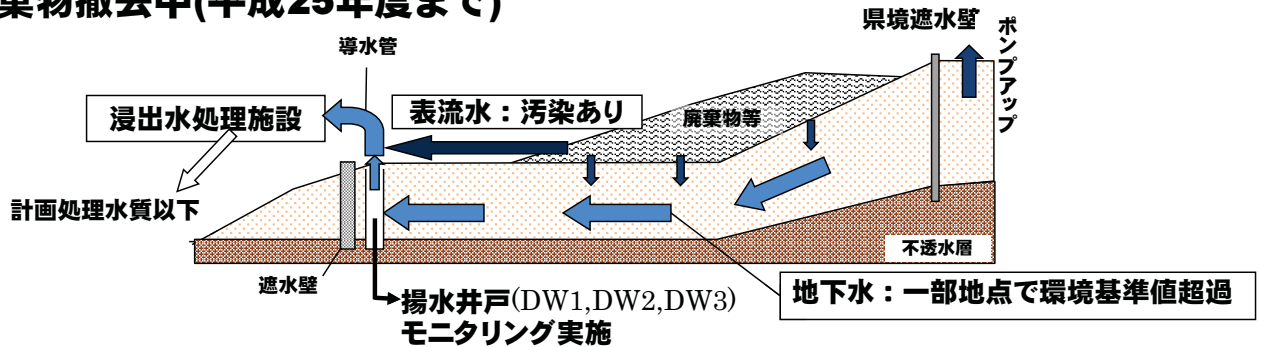 棄物撤去中(平成25年度まで)
県境遮水壁
ポンプアップ
導水管
浸出水処理施設
表流水：汚染あり
廃棄物等
計画処理水質以下
不透水層
遮水壁
地下水：一部地点で環境基準値超過
揚水井戸(DW1,DW2,DW3)
モニタリング実施